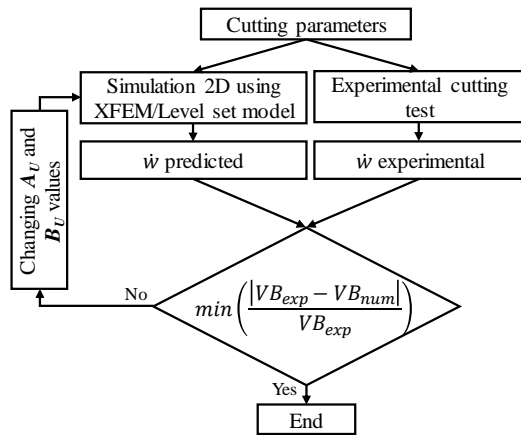 Cutting parameters
Simulation 2D using
XFEM/Level set model
Experimental cutting
test
ẇ predicted
ẇ experimental
Changing A_U and
B_U values
No
min(|VB_exp − VB_num| / VB_exp)
Yes
End